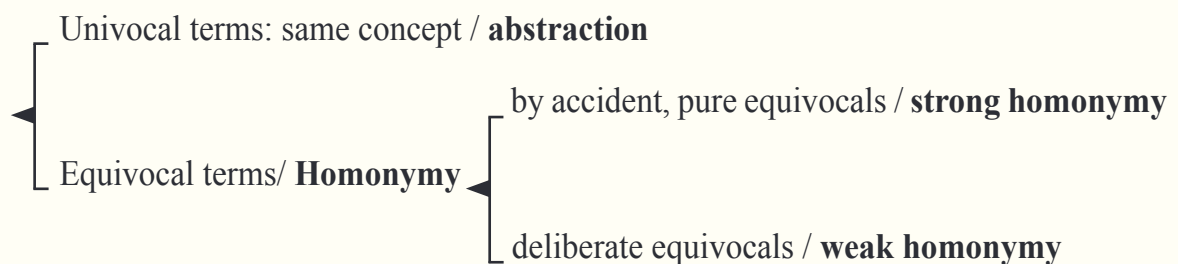 Univocal terms: same concept / abstraction
by accident, pure equivocals / strong homonymy
Equivocal terms/ Homonymy
deliberate equivocals / weak homonymy